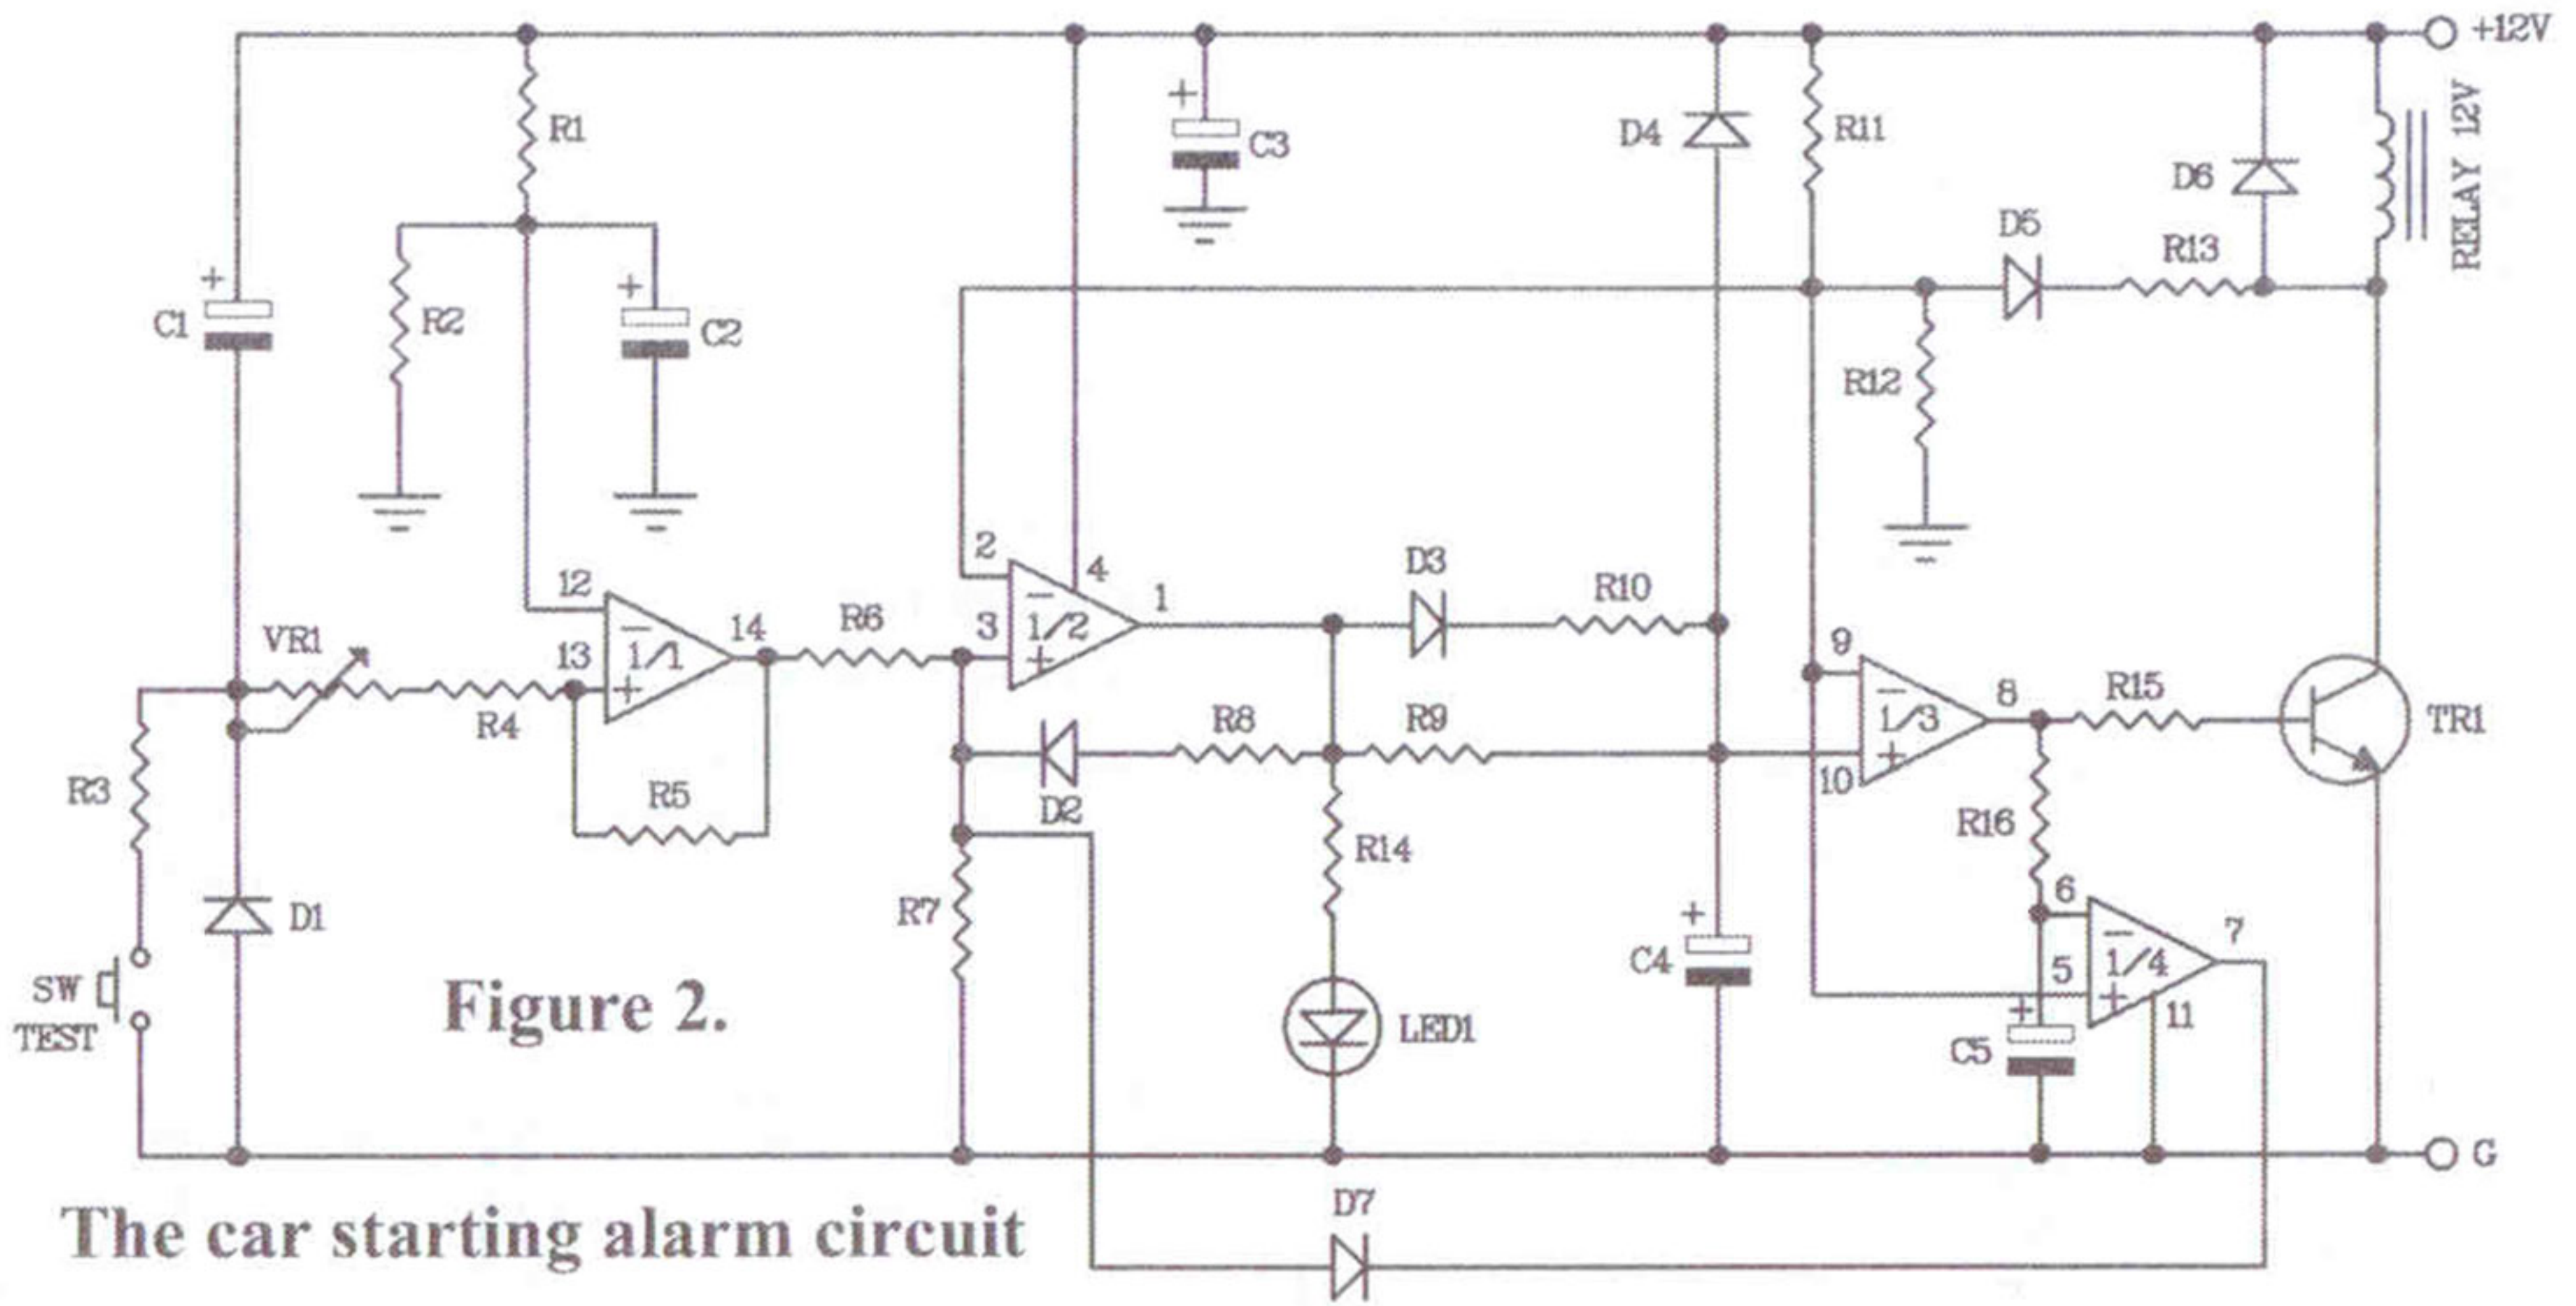 +12V
R1
C3
D4
R11
RELAY 12V
D6
D5
R13
C1
R2
C2
R12
2
4
D3
1
R10
12
VR1
14
R6
3
1/2
13
1/1
9
8
R15
R4
R8
R9
1/3
TR1
10
R3
R5
D2
R14
R16
6
R7
D1
7
SW
TEST
C4
5
1/4
11
Figure 2.
LED1
C5
G
The car starting alarm circuit
D7